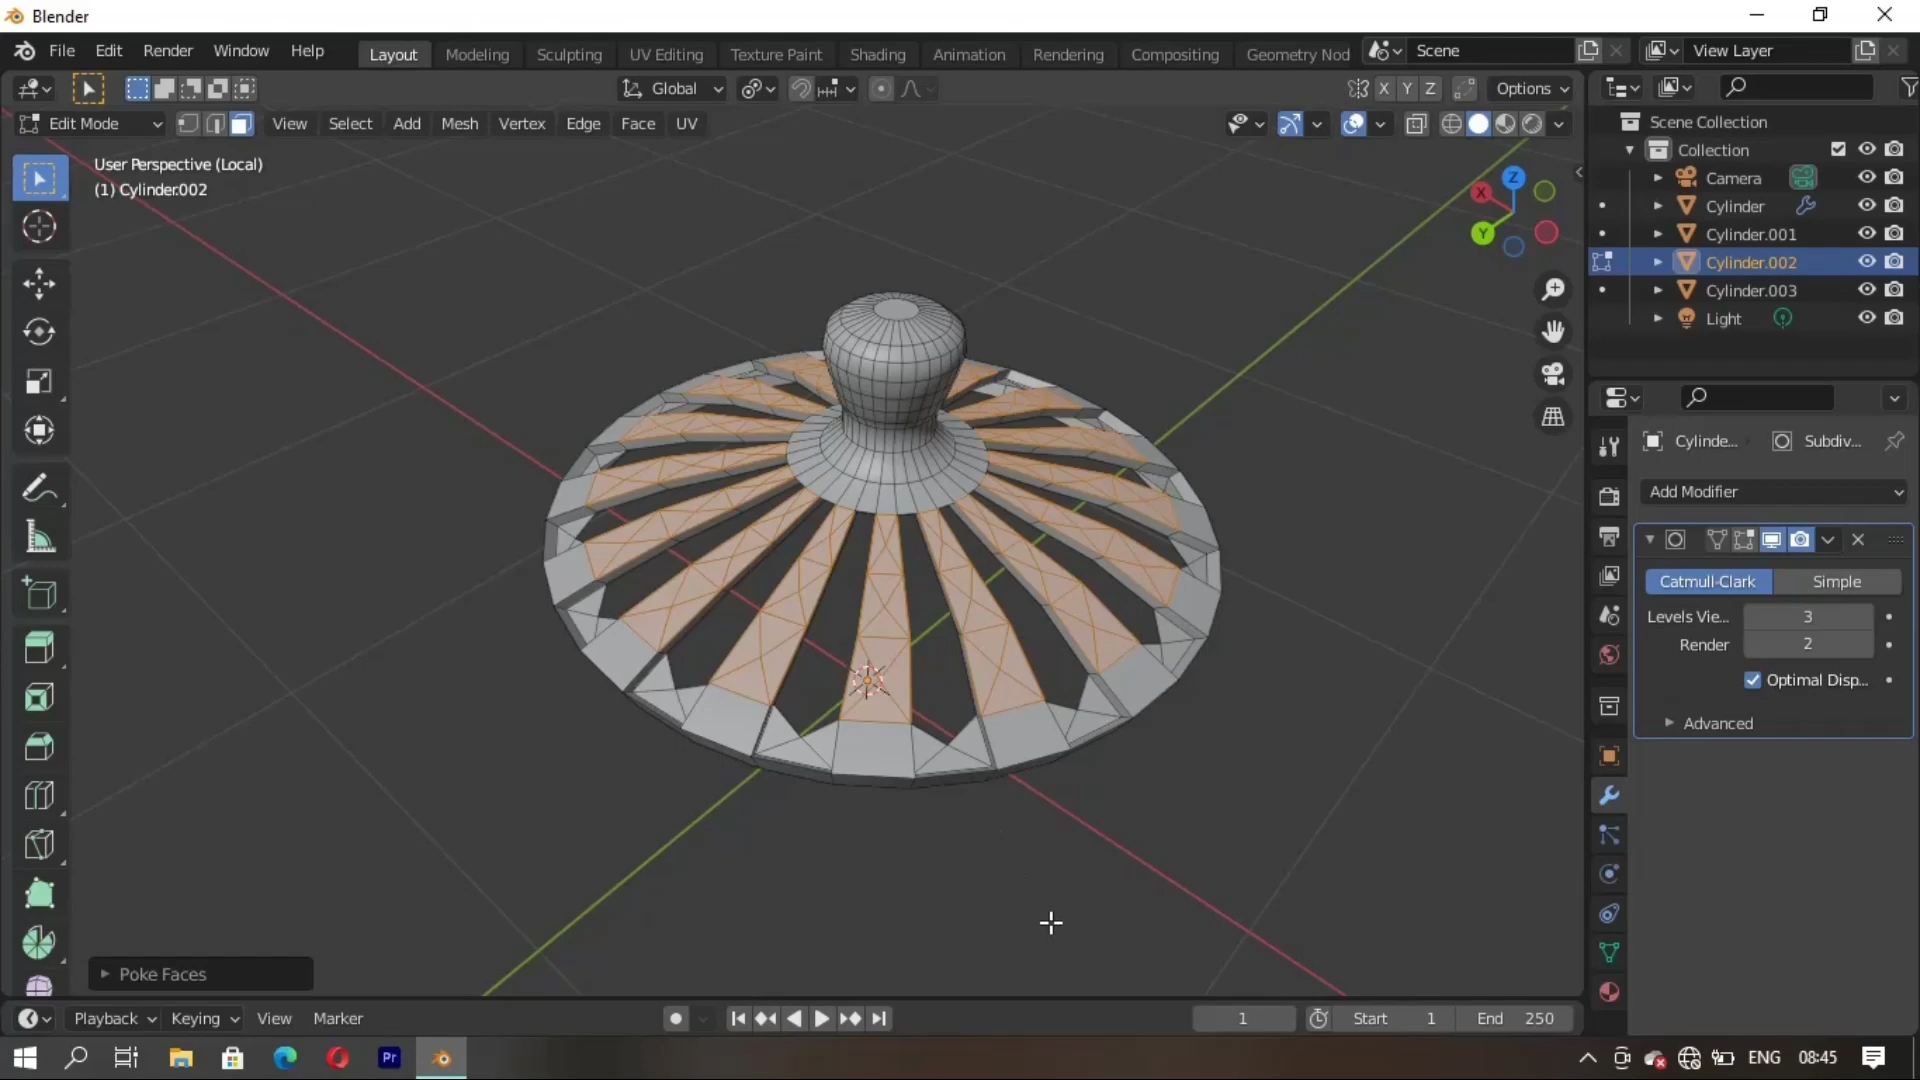 Blender
File Edit Render Window Help Layout Modeling Sculpting UV Editing Texture Paint Shading Animation Rendering Compositing Geometry Nod Scene View Layer
Global X Y Z Options
Edit Mode View Select Add Mesh Vertex Edge Face UV
User Perspective (Local)
(1) Cylinder.002
Z
X
Y
Scene Collection
Collection
Camera
Cylinder
Cylinder.001
Cylinder.002
Cylinder.003
Light
Cylinde... Subdiv...
Add Modifier
Catmull-Clark Simple
Levels Vie... 3
Render 2
Optimal Disp...
Advanced
Poke Faces
Playback Keying View Marker 1 Start 1 End 250
Pr ENG 08:45